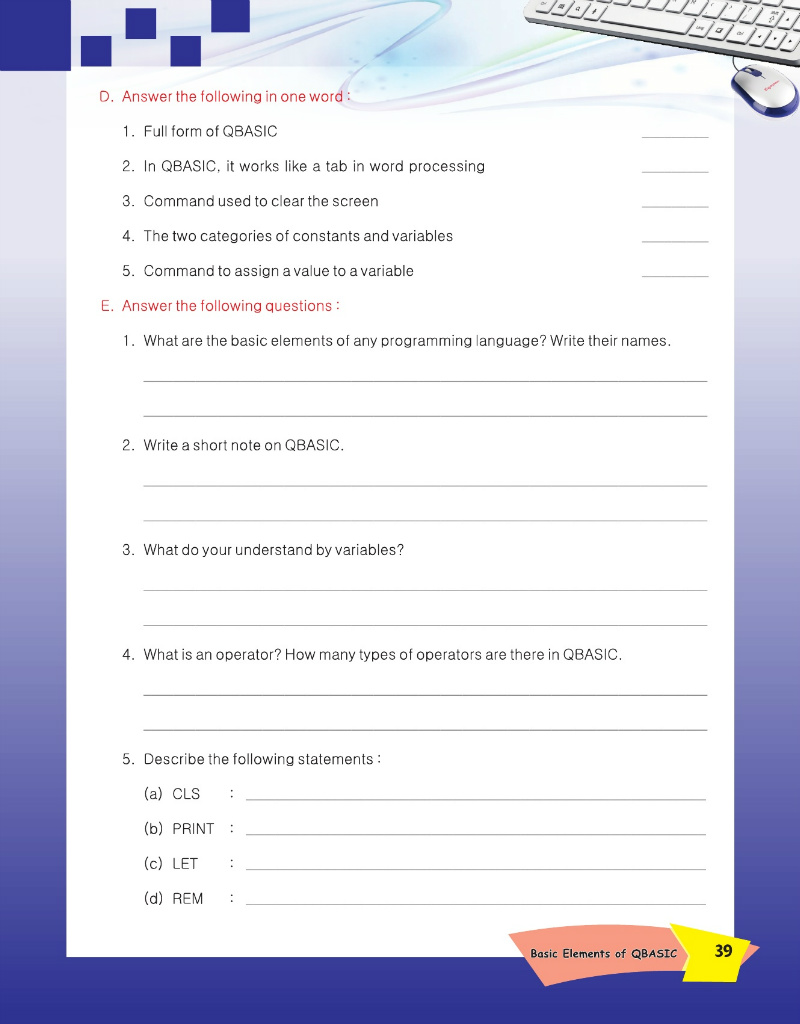 D. Answer the following in one word :
1. Full form of QBASIC ________
2. In QBASIC, it works like a tab in word processing ________
3. Command used to clear the screen ________
4. The two categories of constants and variables ________
5. Command to assign a value to a variable ________
E. Answer the following questions :
1. What are the basic elements of any programming language? Write their names.
2. Write a short note on QBASIC.
3. What do your understand by variables?
4. What is an operator? How many types of operators are there in QBASIC.
5. Describe the following statements :
(a) CLS : ________
(b) PRINT : ________
(c) LET : ________
(d) REM : ________
Basic Elements of QBASIC 39